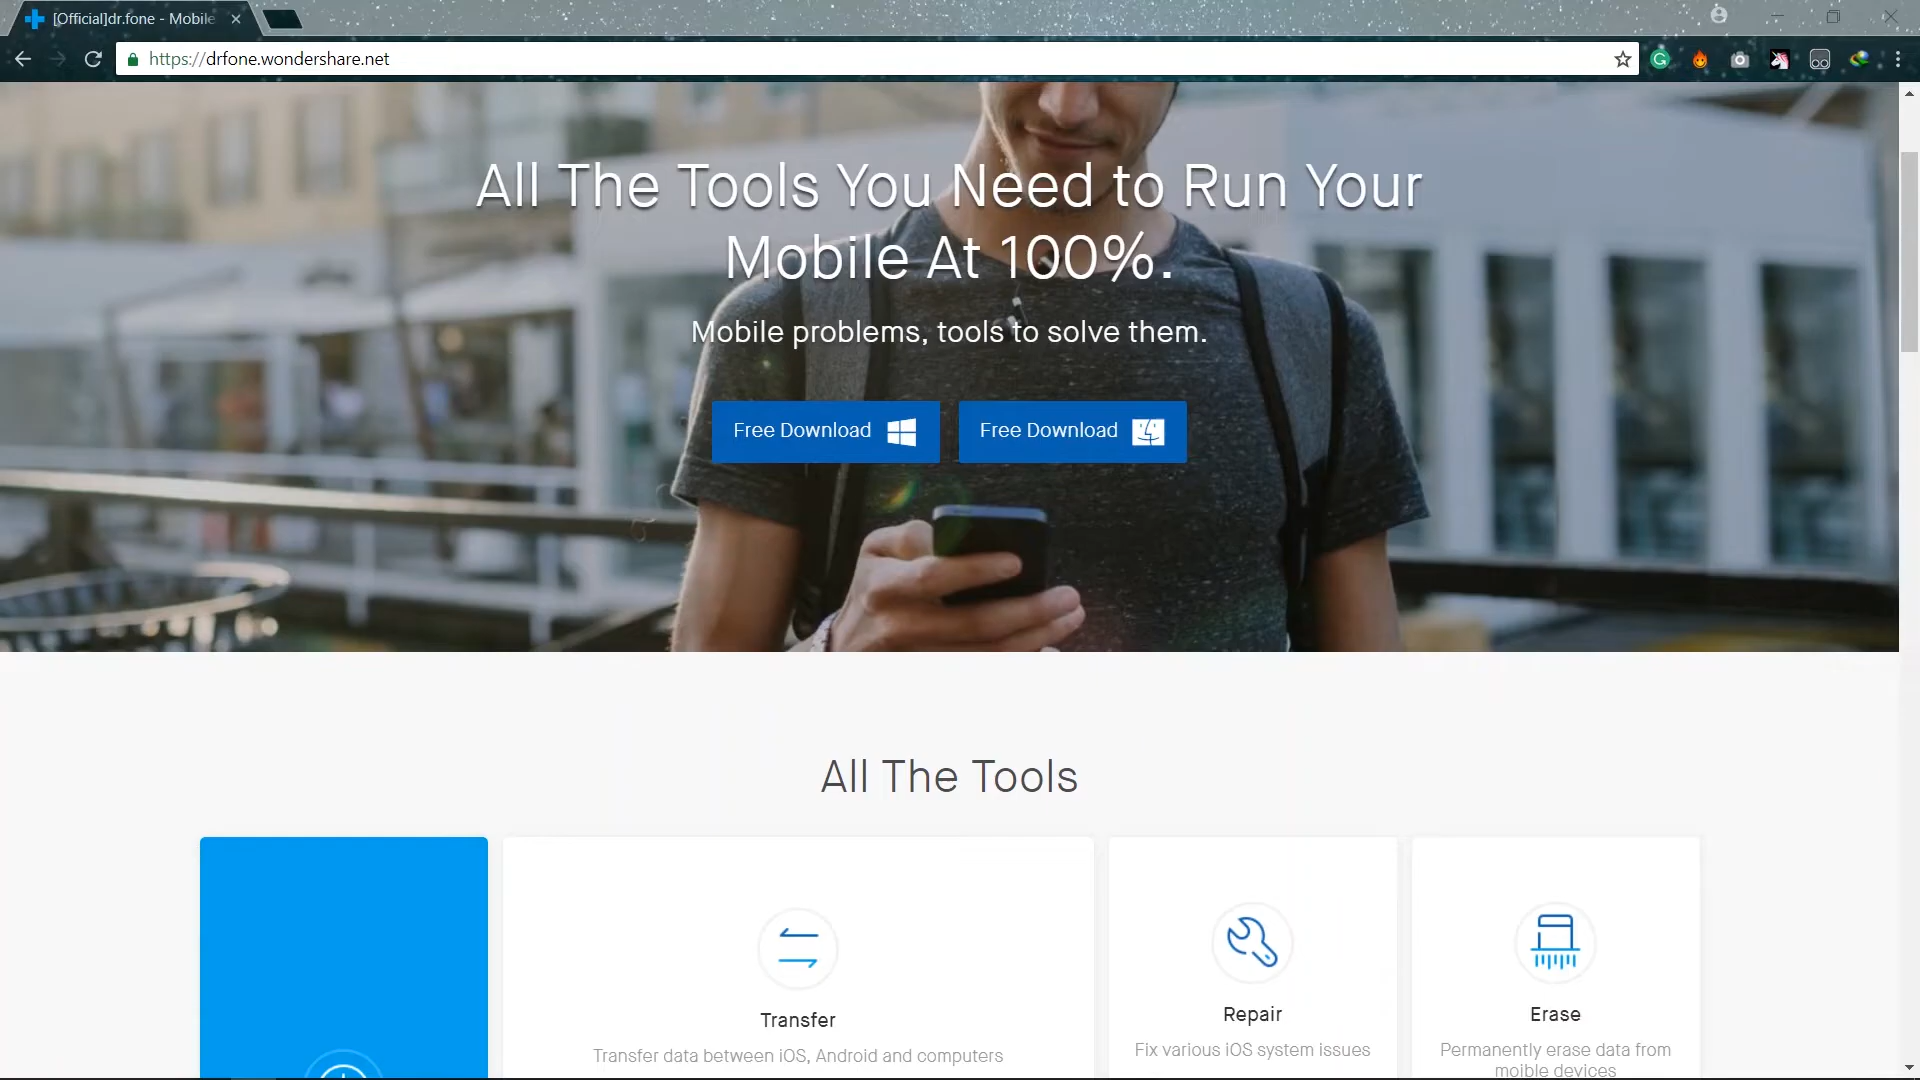 [Official]dr.fone - Mobile
https://drfone.wondershare.net
All The Tools You Need to Run Your
Mobile At 100%.
Mobile problems, tools to solve them.
Free Download
Free Download
All The Tools
Transfer
Transfer data between iOS, Android and computers
Repair
Fix various iOS system issues
Erase
Permanently erase data from
moible devices